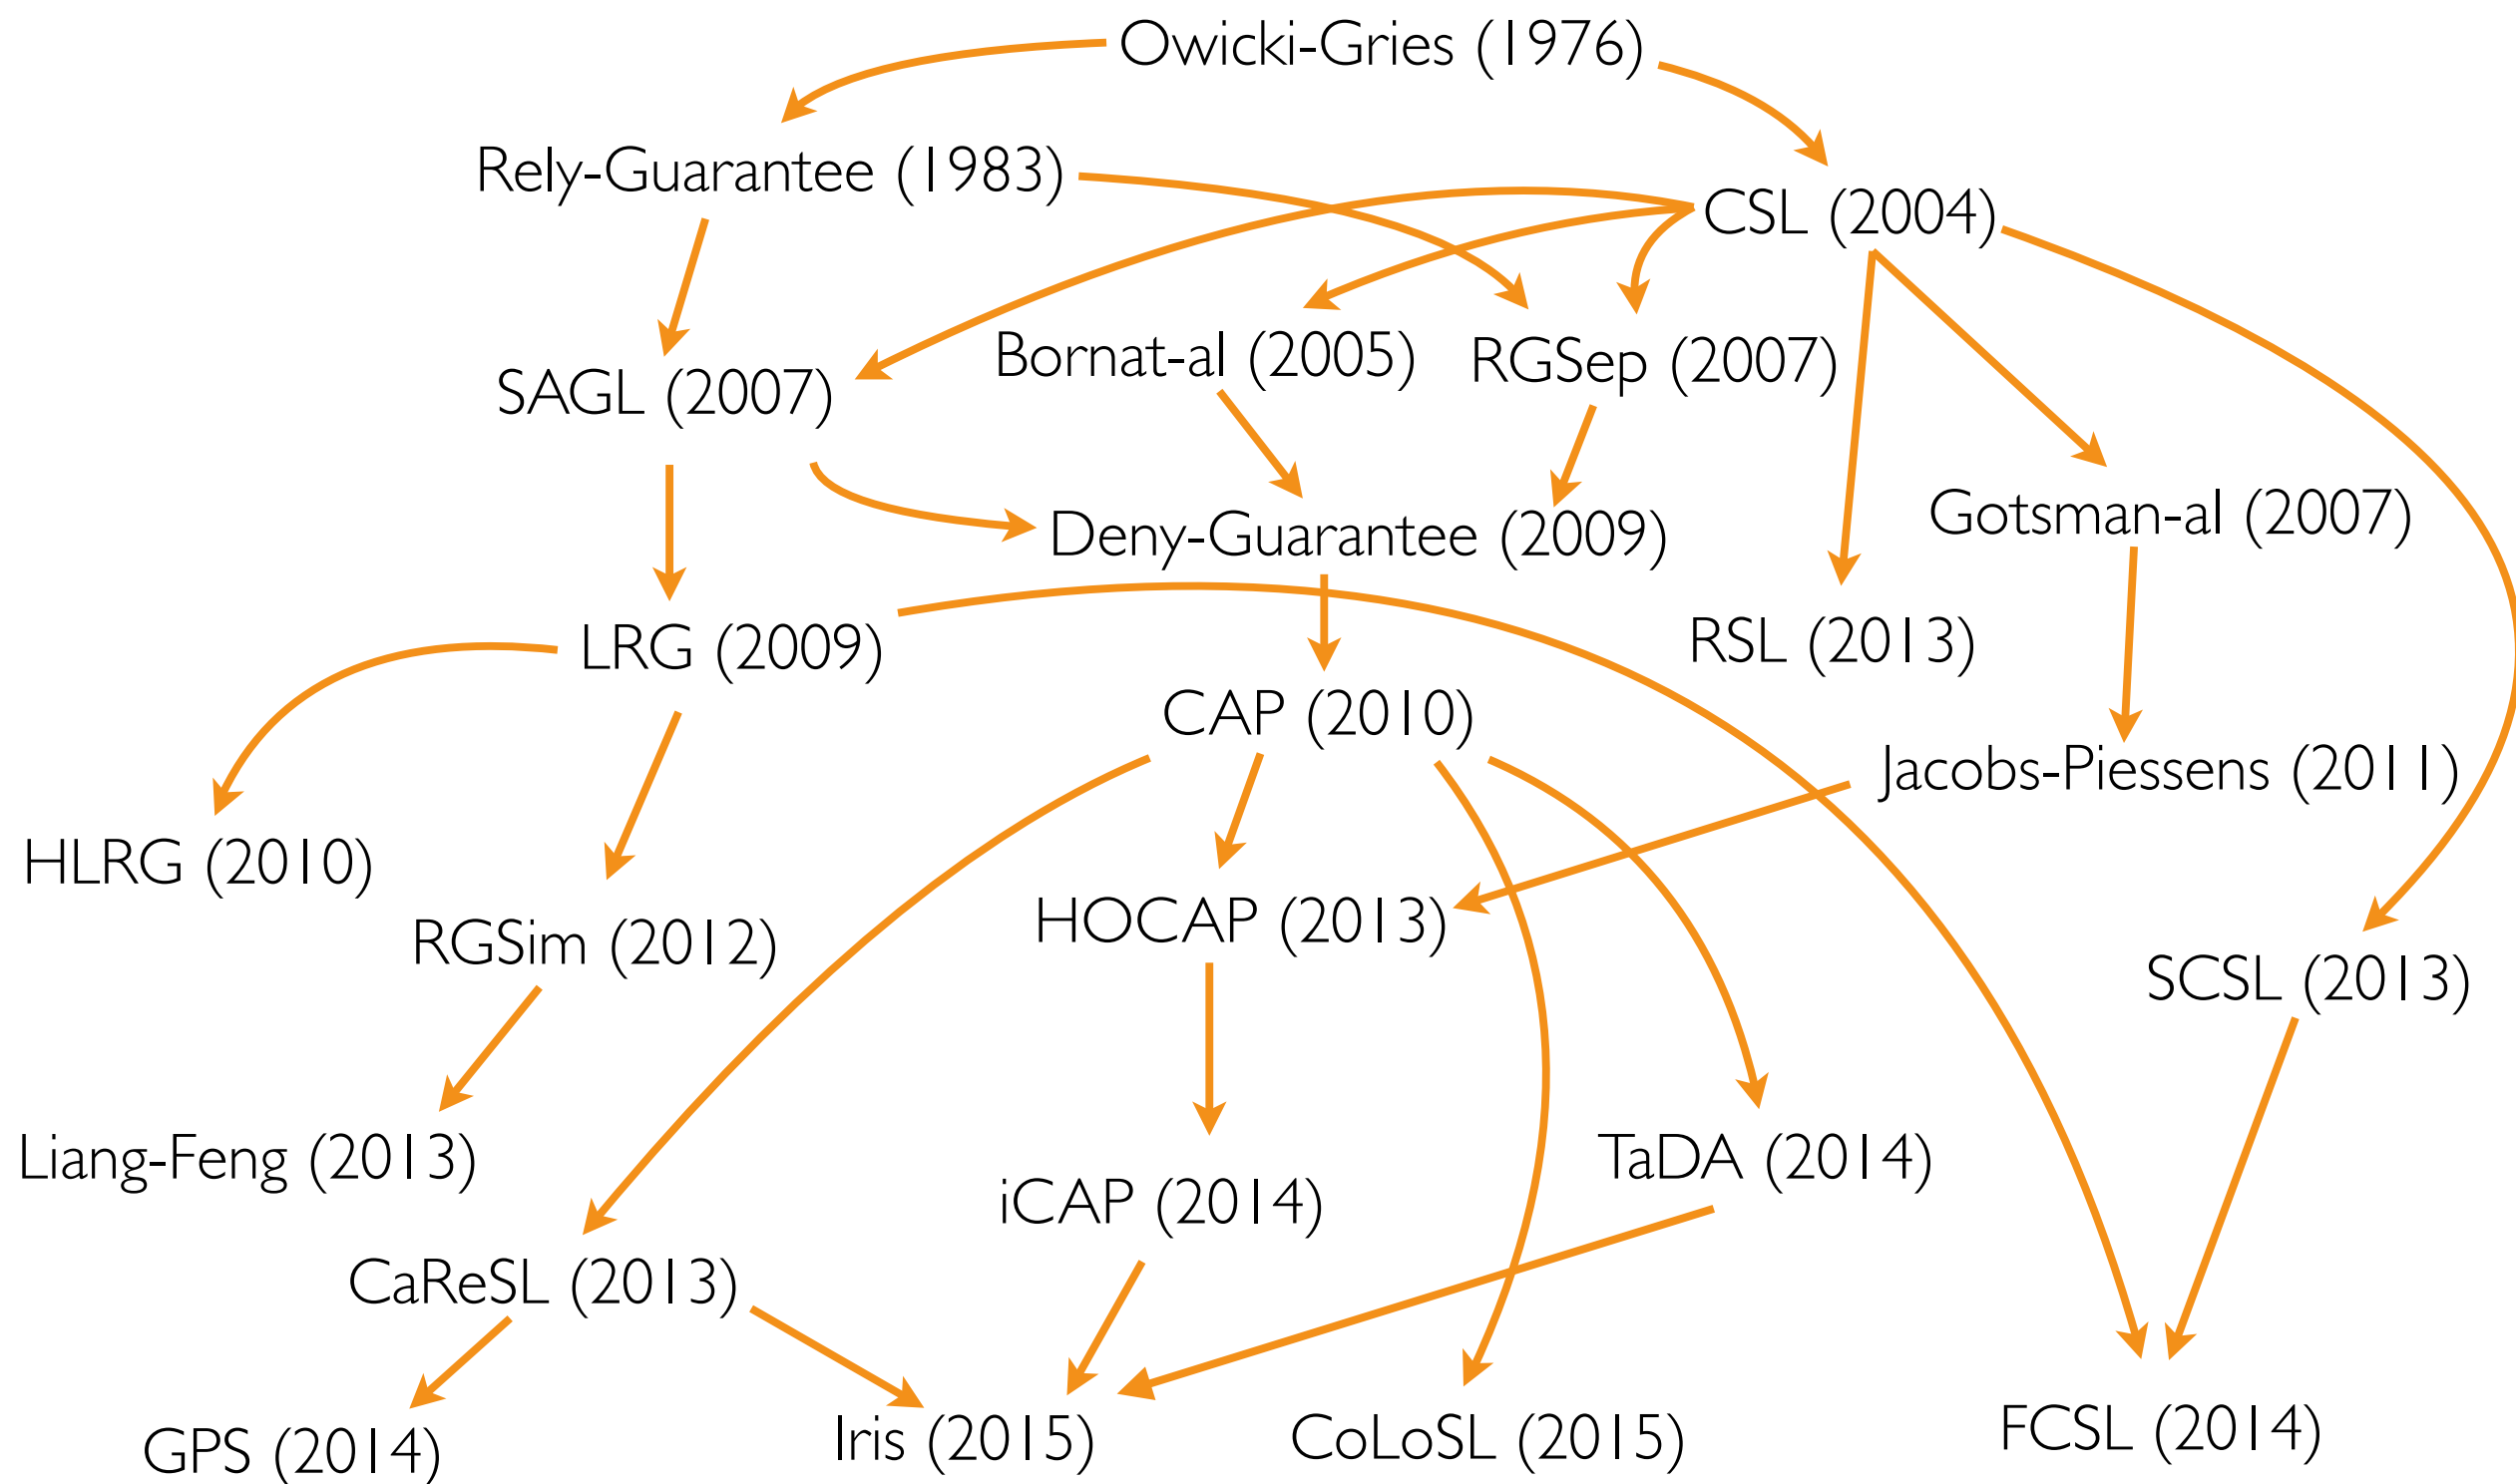 Owicki-Gries (1976)
Rely-Guarantee (1983)
CSL (2004)
Bornat-al (2005)
RGSep (2007)
SAGL (2007)
Gotsman-al (2007)
Deny-Guarantee (2009)
RSL (2013)
LRG (2009)
CAP (2010)
Jacobs-Piessens (2011)
HLRG (2010)
HOCAP (2013)
RGSim (2012)
SCSL (2013)
Liang-Feng (2013)
TaDA (2014)
iCAP (2014)
CaReSL (2013)
FCSL (2014)
Iris (2015)
CoLoSL (2015)
GPS (2014)